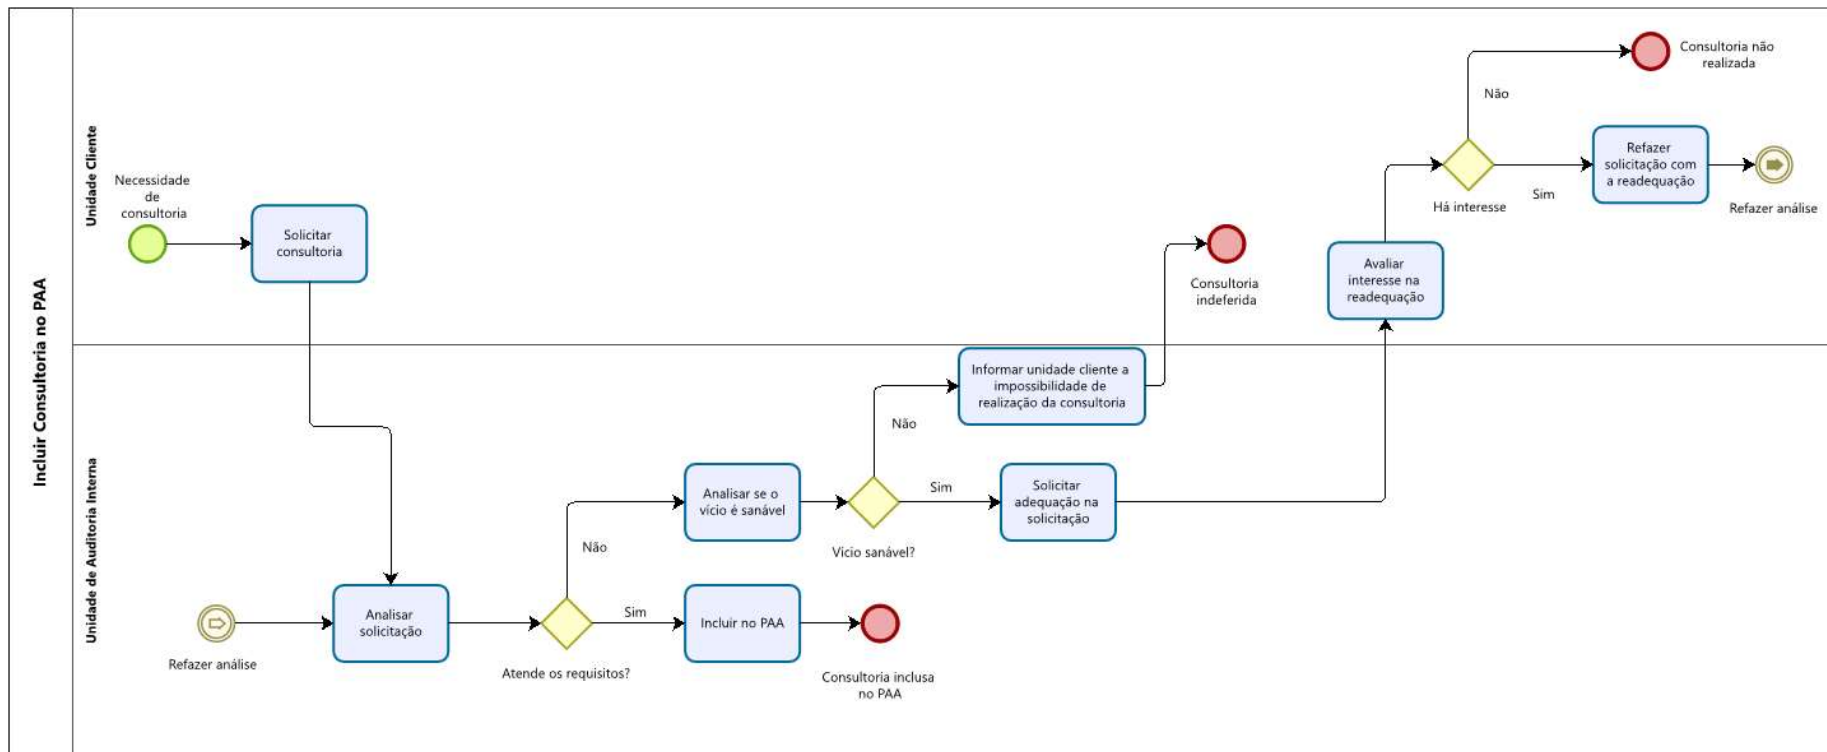 Incluir Consultoria no PAA
Unidade Cliente
Necessidade
de
consultoria
Solicitar
consultoria
Consultoria
indeferida
Avaliar
interesse na
readequação
Há interesse
Não
Consultoria não
realizada
Sim
Refazer
solicitação com
a readequação
Refazer análise
Unidade de Auditoria Interna
Refazer análise
Analisar
solicitação
Atende os requisitos?
Não
Sim
Analisar se o
vício é sanável
Incluir no PAA
Consultoria inclusa
no PAA
Vício sanável?
Não
Sim
Informar unidade cliente a
impossibilidade de
realização da consultoria
Solicitar
adequação na
solicitação